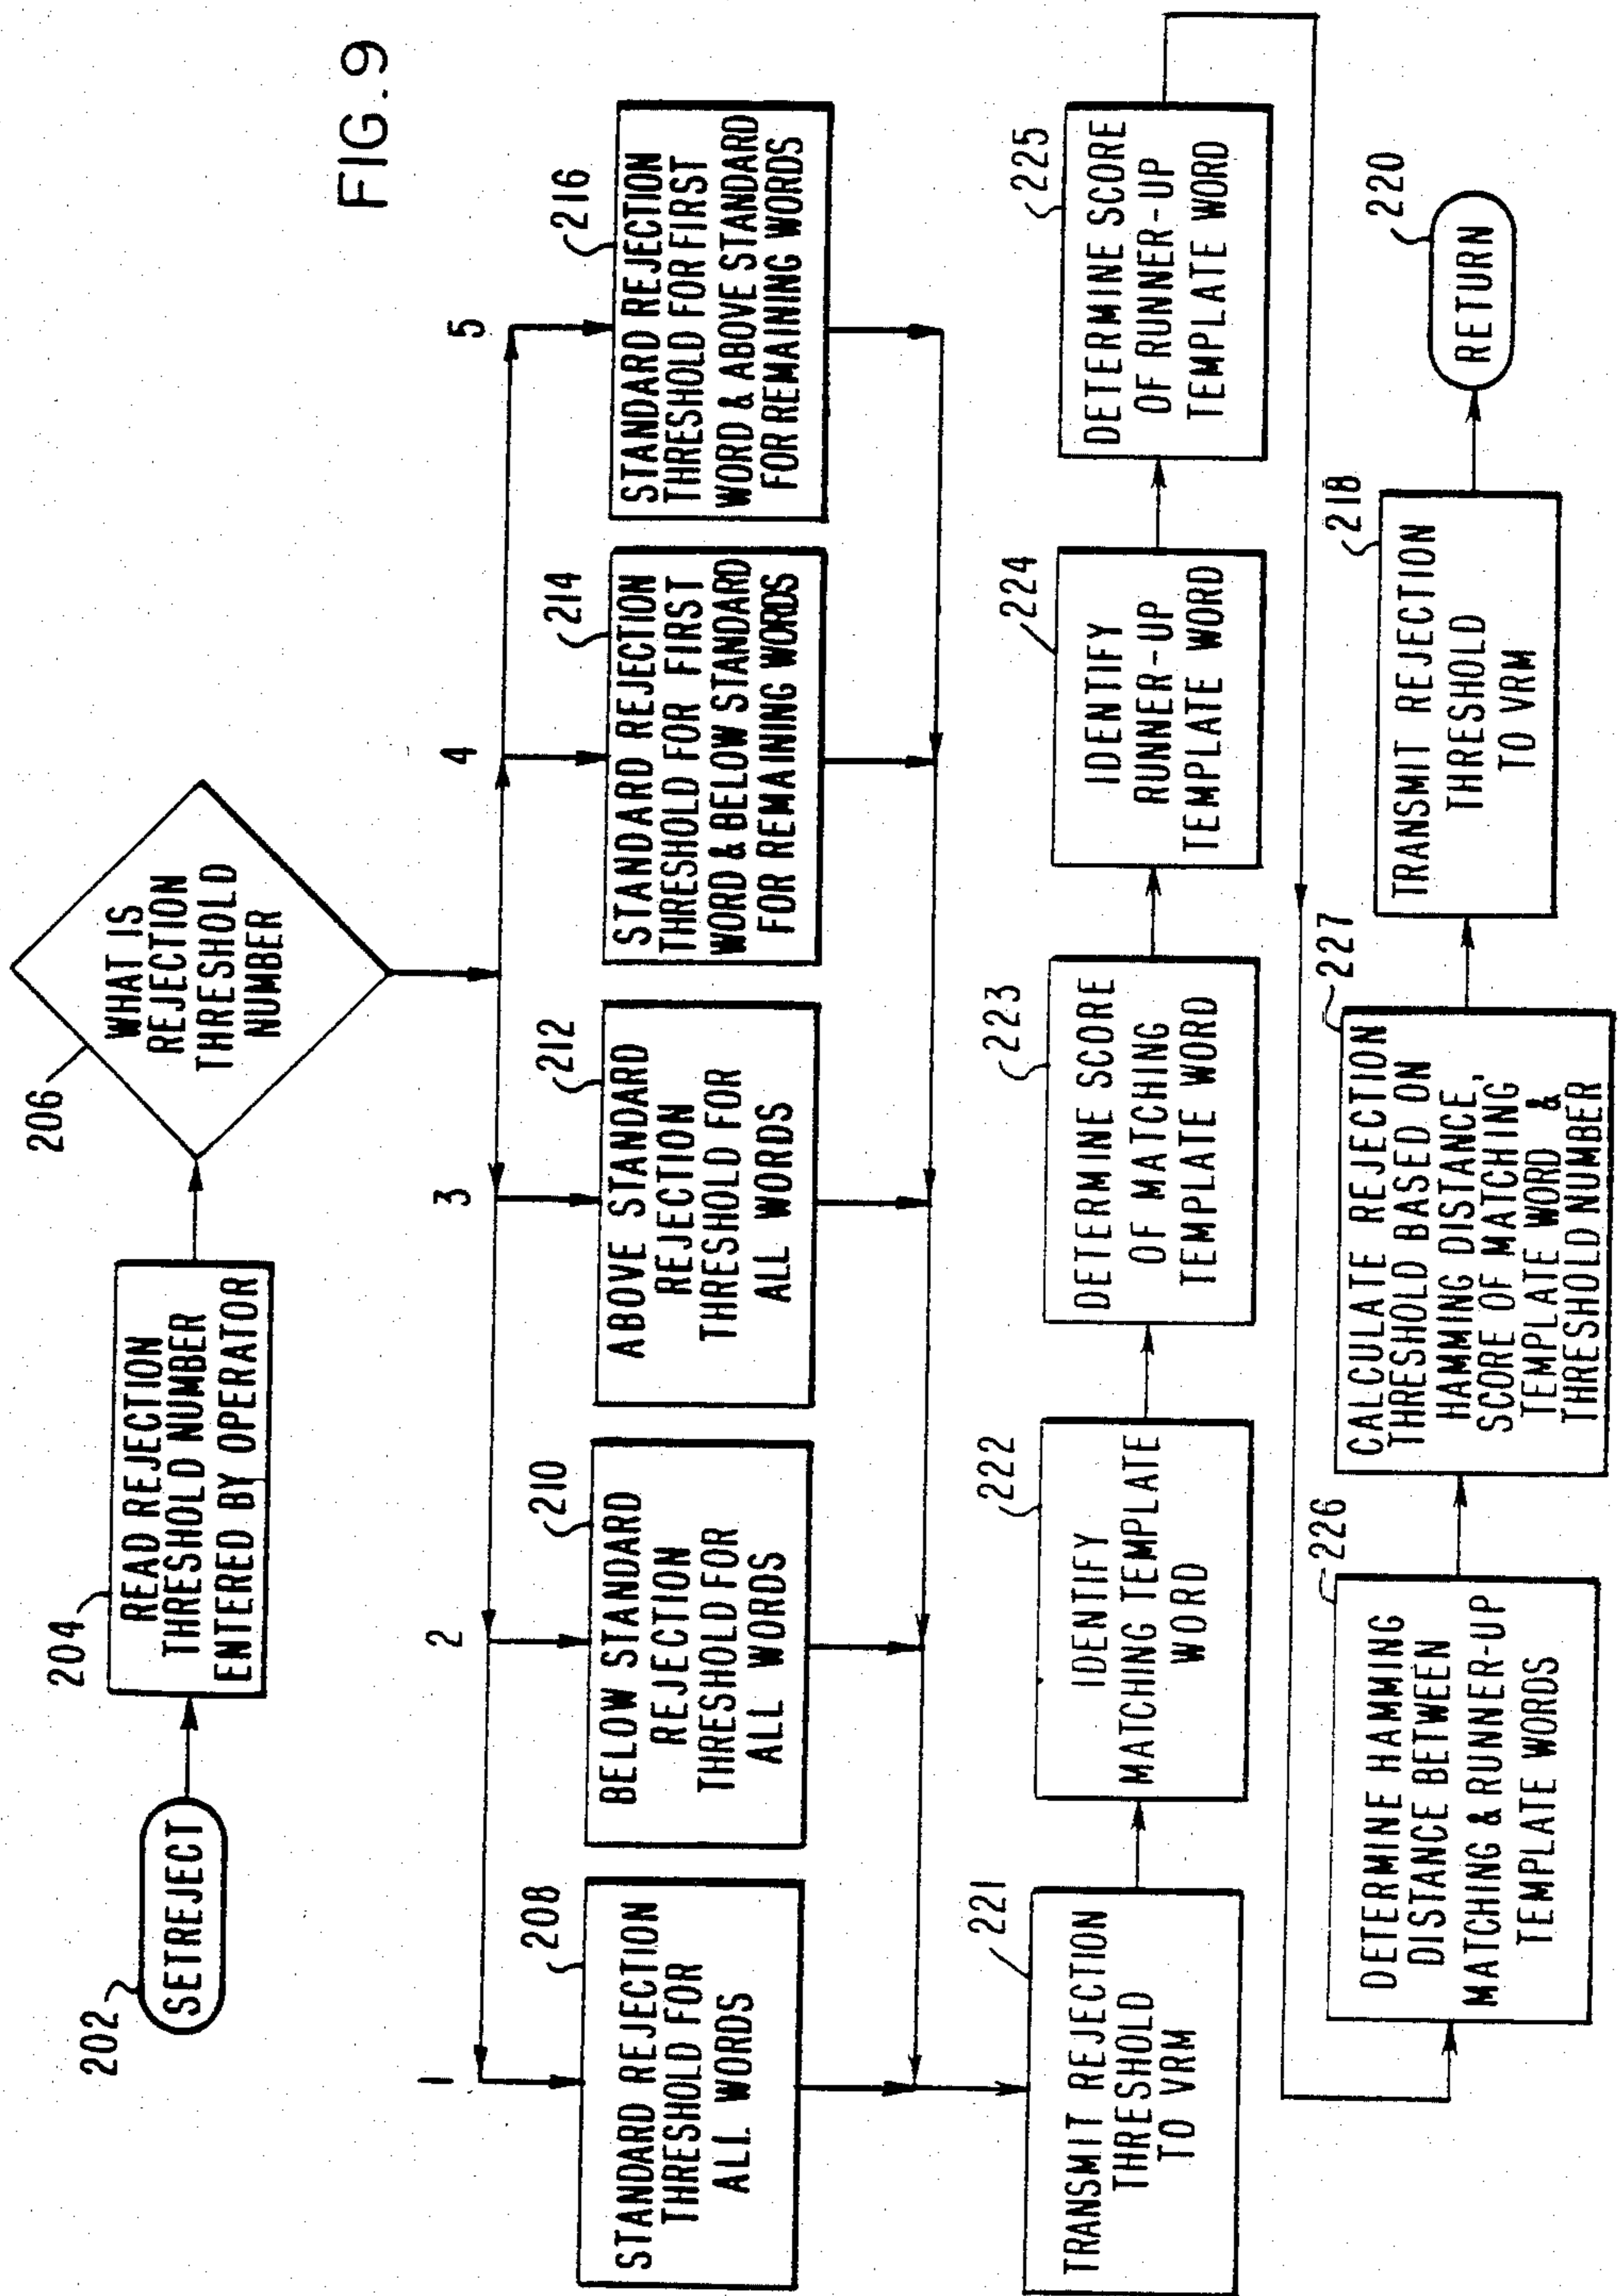 FIG. 9
202
SETREJECT
204
READ REJECTION
THRESHOLD NUMBER
ENTERED BY OPERATOR
206
WHAT IS
REJECTION
THRESHOLD
NUMBER
1
2
3
4
5
208
STANDARD REJECTION
THRESHOLD FOR
ALL WORDS
210
BELOW STANDARD
REJECTION
THRESHOLD FOR
ALL WORDS
212
ABOVE STANDARD
REJECTION
THRESHOLD FOR
ALL WORDS
214
STANDARD REJECTION
THRESHOLD FOR FIRST
WORD & BELOW STANDARD
FOR REMAINING WORDS
216
STANDARD REJECTION
THRESHOLD FOR FIRST
WORD & ABOVE STANDARD
FOR REMAINING WORDS
221
TRANSMIT REJECTION
THRESHOLD
TO VRM
222
IDENTIFY
MATCHING TEMPLATE
WORD
223
DETERMINE SCORE
OF MATCHING
TEMPLATE WORD
224
IDENTIFY
RUNNER-UP
TEMPLATE WORD
225
DETERMINE SCORE
OF RUNNER-UP
TEMPLATE WORD
226
DETERMINE HAMMING
DISTANCE BETWEEN
MATCHING & RUNNER-UP
TEMPLATE WORDS
227
CALCULATE REJECTION
THRESHOLD BASED ON
HAMMING DISTANCE,
SCORE OF MATCHING
TEMPLATE WORD &
THRESHOLD NUMBER
218
TRANSMIT REJECTION
THRESHOLD
TO VRM
220
RETURN